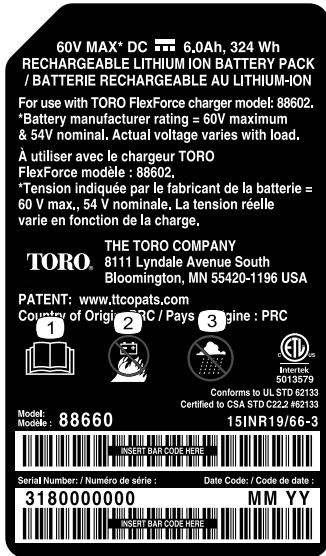 60V MAX* DC 6.0Ah, 324 Wh
RECHARGEABLE LITHIUM ION BATTERY PACK
/ BATTERIE RECHARGEABLE AU LITHIUM-ION
For use with TORO FlexForce charger model: 88602.
*Battery manufacturer rating = 60V maximum
& 54V nominal. Actual voltage varies with load.
À utiliser avec le chargeur TORO
FlexForce modèle : 88602.
*Tension indiquée par le fabricant de la batterie =
60 V max., 54 V nominale. La tension réelle
varie en fonction de la charge.
TORO.
THE TORO COMPANY
8111 Lyndale Avenue South
Bloomington, MN 55420-1196 USA
PATENT: www.ttcopats.com
Country of Origi RC / Pays gine : PRC
1 2 3
C ETL US
Intertek
5013579
Conforms to UL STD 62133
Certified to CSA STD C22.2 #62133
Model:
Modèle : 88660 15INR19/66-3
INSERT BAR CODE HERE
Serial Number: / Numéro de série : Date Code: / Code de date :
3180000000 MM YY
INSERT BAR CODE HERE